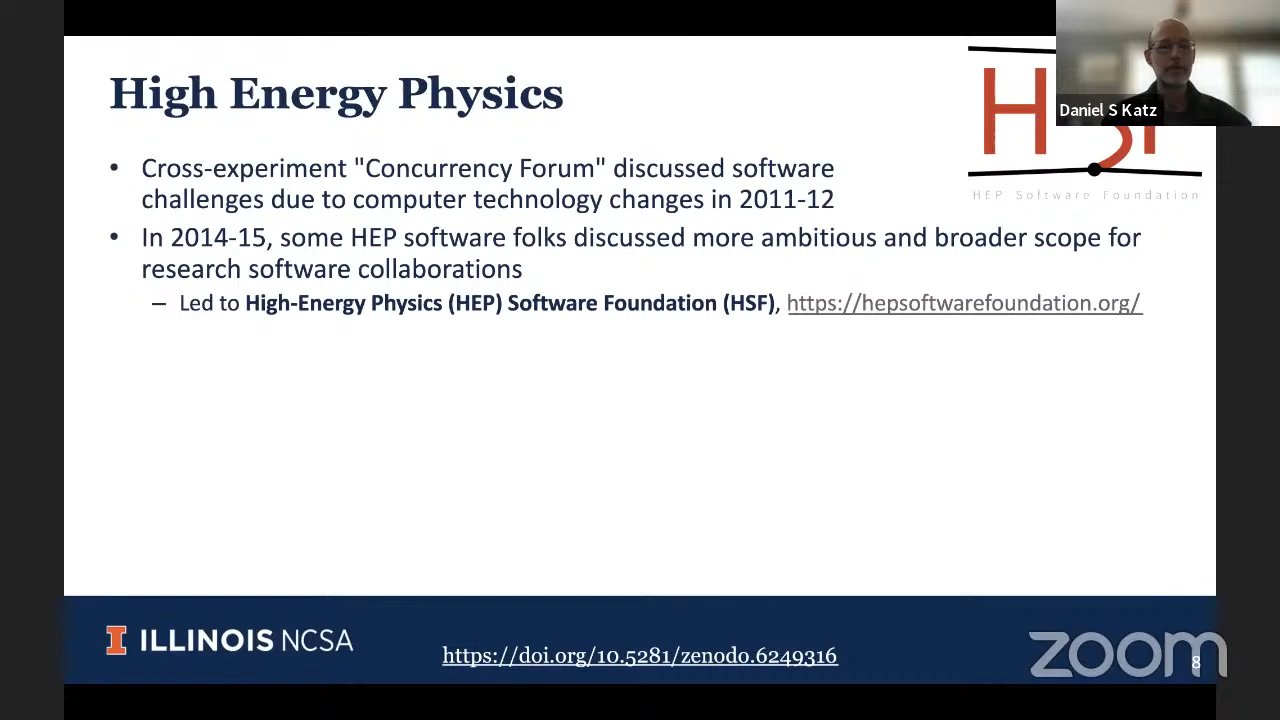 High Energy Physics
Daniel S Katz
• Cross-experiment "Concurrency Forum" discussed software
challenges due to computer technology changes in 2011-12
HEP Software Foundation
• In 2014-15, some HEP software folks discussed more ambitious and broader scope for
research software collaborations
– Led to High-Energy Physics (HEP) Software Foundation (HSF), https://hepsoftwarefoundation.org/
I ILLINOIS NCSA
https://doi.org/10.5281/zenodo.6249316
zoom
8